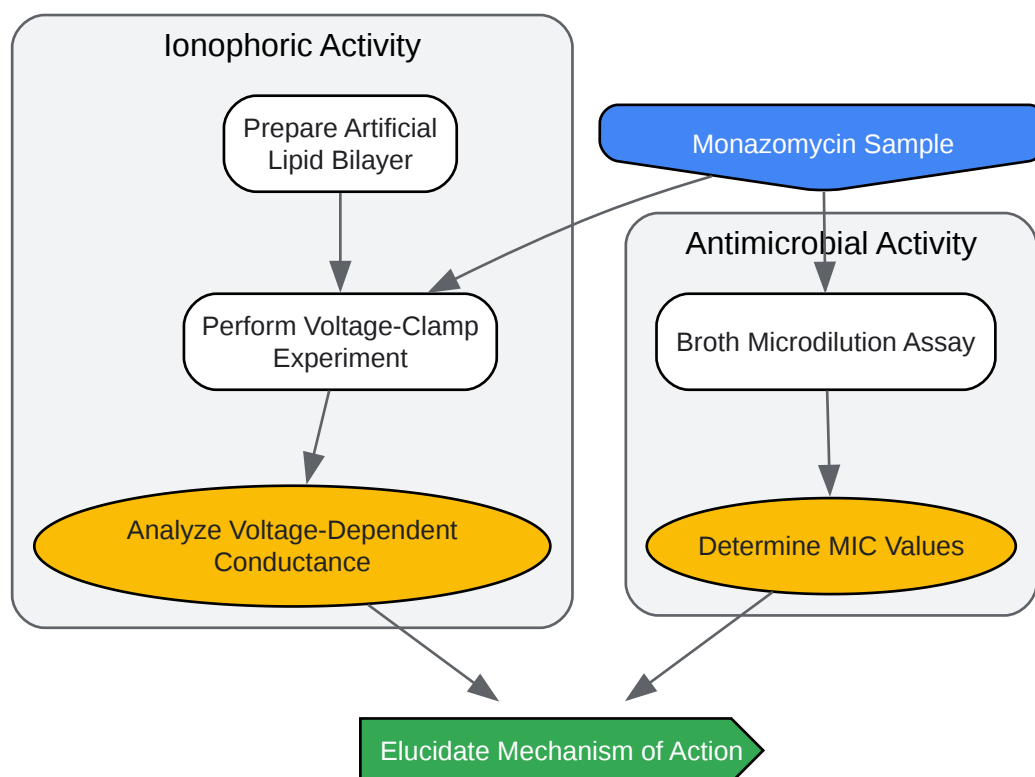 Ionophoric Activity
Prepare Artificial
Lipid Bilayer
Monazomycin Sample
Antimicrobial Activity
Perform Voltage-Clamp
Experiment
Broth Microdilution Assay
Analyze Voltage-Dependent
Conductance
Determine MIC Values
Elucidate Mechanism of Action